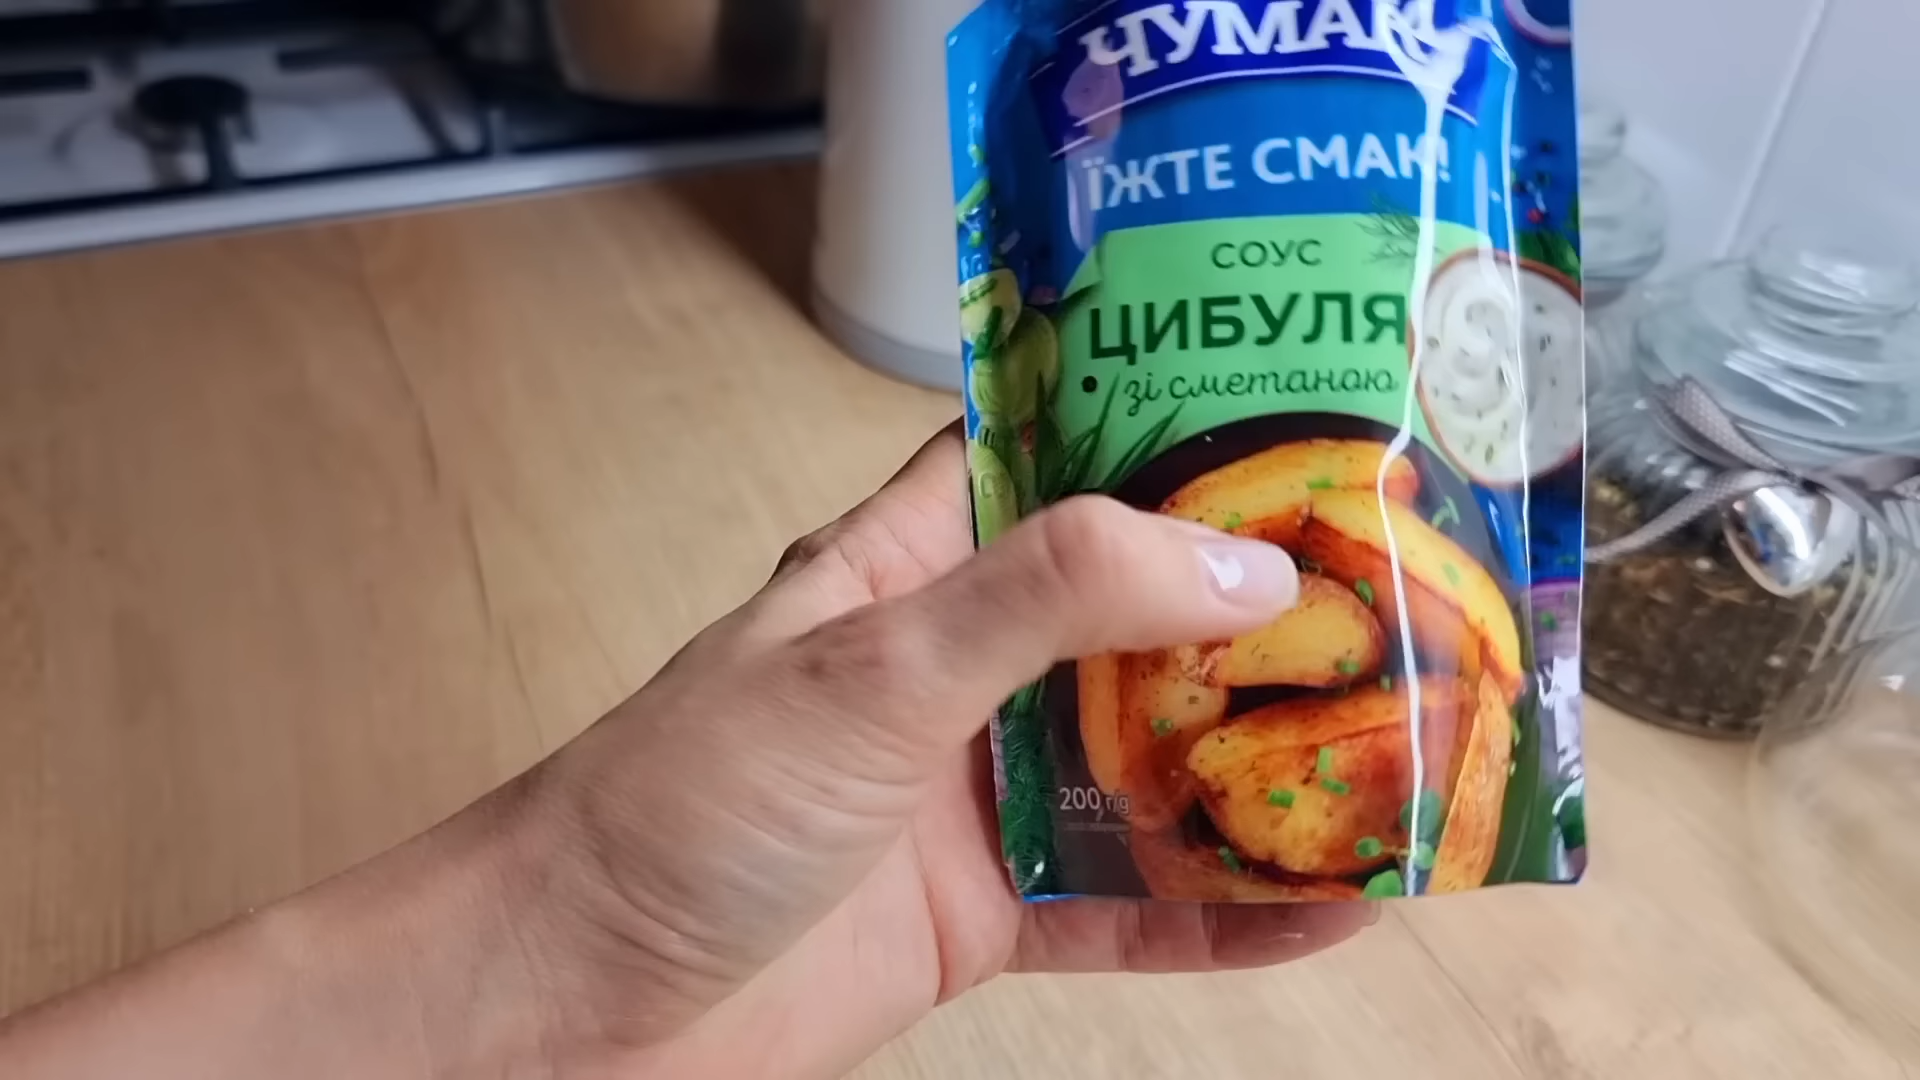 ЧУМАК
ЇЖТЕ СМАК!
СОУС
ЦИБУЛЯ
• зі сметаною
200 г/g